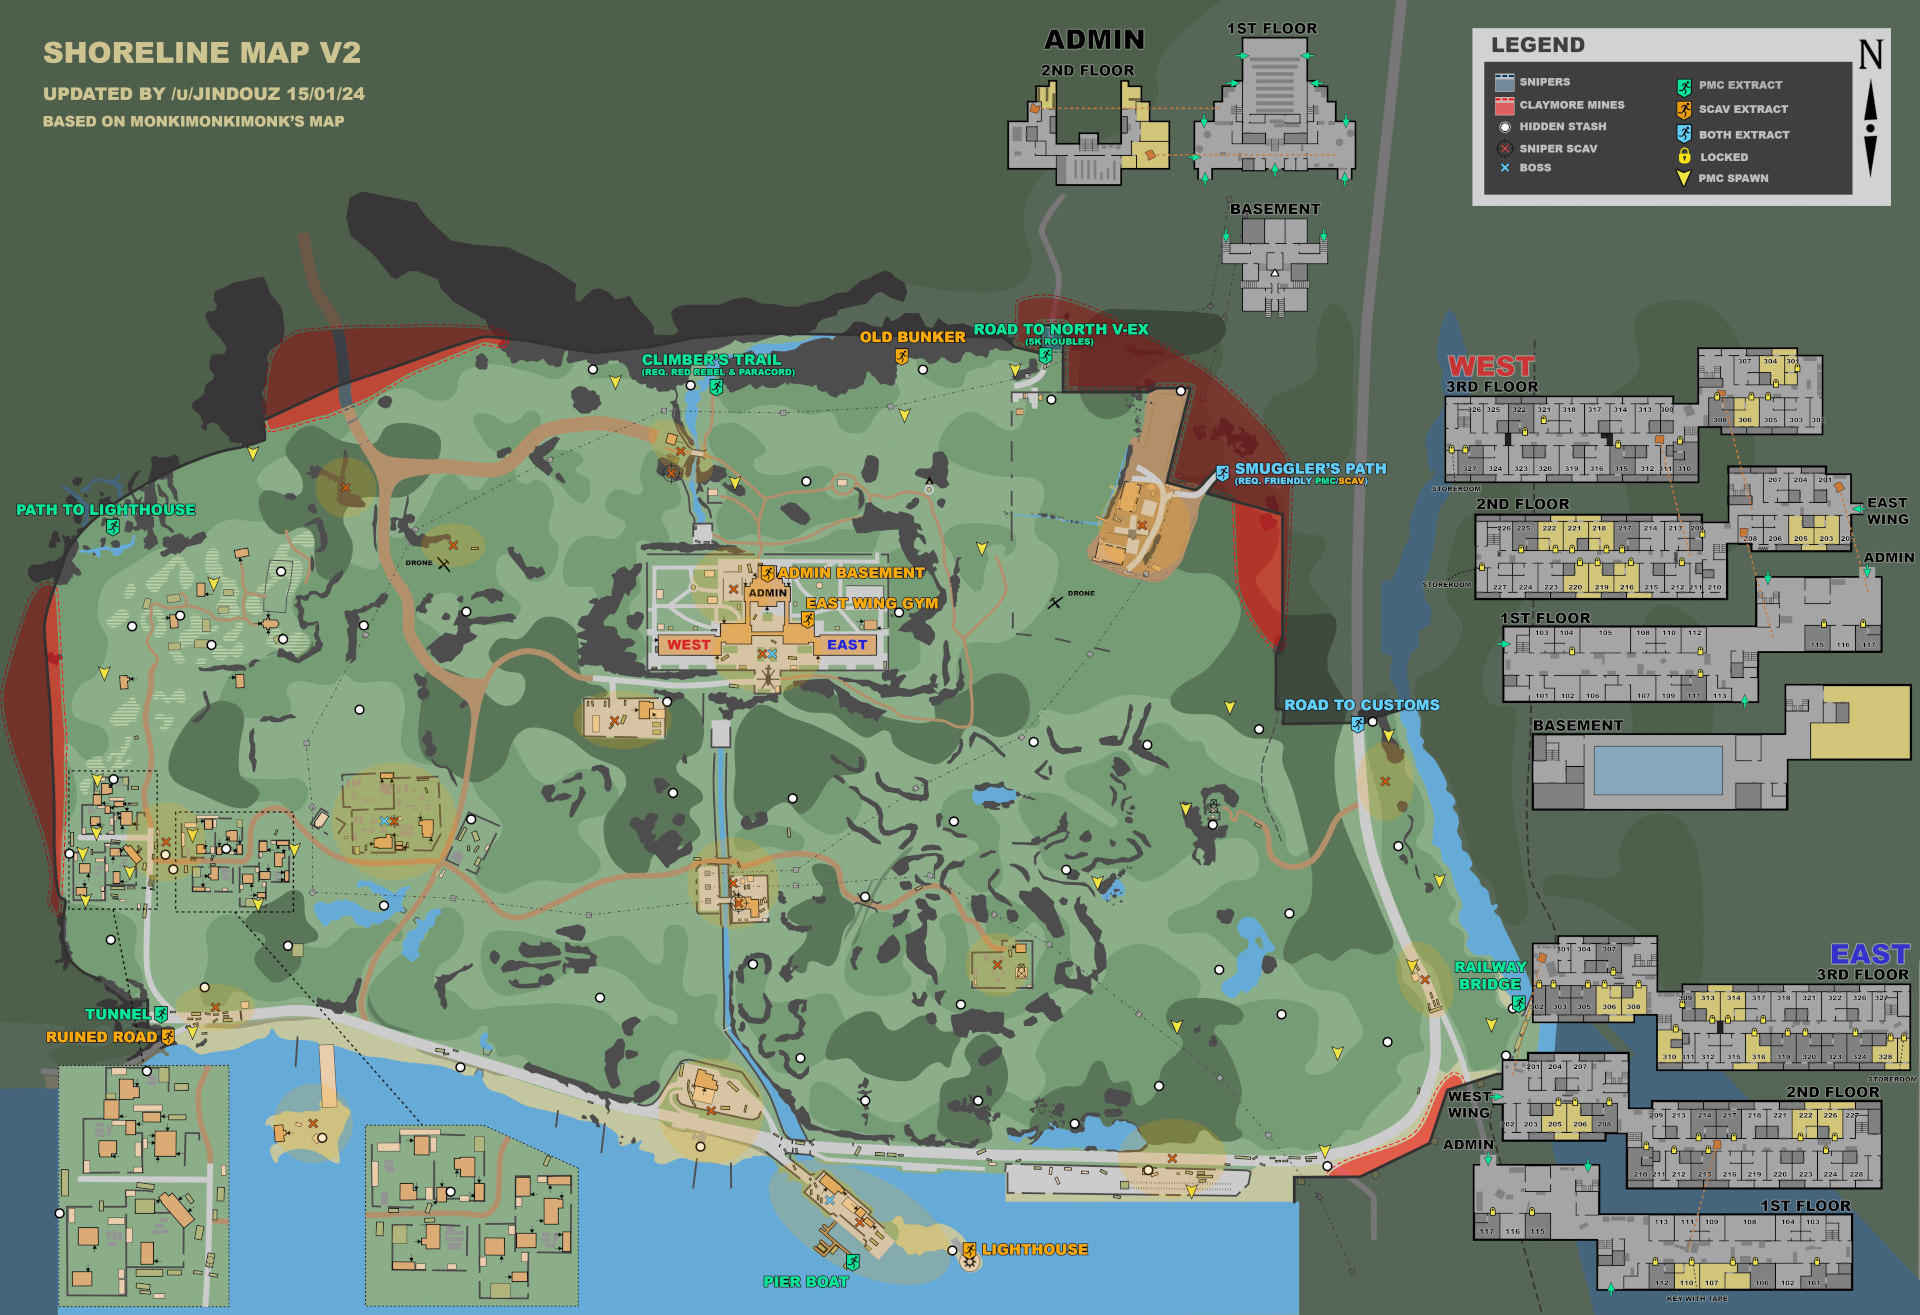 SHORELINE MAP V2
UPDATED BY /U/JINDOUZ 15/01/24
BASED ON MONKIMONKIMONK'S MAP
ADMIN
2ND FLOOR
1ST FLOOR
BASEMENT
LEGEND
N
SNIPERS
CLAYMORE MINES
HIDDEN STASH
SNIPER SCAV
BOSS
PMC EXTRACT
SCAV EXTRACT
BOTH EXTRACT
LOCKED
PMC SPAWN
OLD BUNKER
ROAD TO NORTH V-EX
(5K ROUBLES)
CLIMBER'S TRAIL
(REQ. RED REBEL & PARACORD)
SMUGGLER'S PATH
(REQ. FRIENDLY PMC/SCAV)
PATH TO LIGHTHOUSE
DRONE
DRONE
ADMIN BASEMENT
ADMIN
EAST WING GYM
WEST
EAST
ROAD TO CUSTOMS
RAILWAY
BRIDGE
TUNNEL
RUINED ROAD
PIER BOAT
LIGHTHOUSE
WEST
3RD FLOOR
307 304 301
326 325 322 321 318 317 314 313 309
308 306 305 303 302
327 324 323 320 319 316 315 312 311 310
STOREROOM
2ND FLOOR
207 204 201
EAST
WING
226 225 222 221 218 217 214 213 209
208 206 205 203 202
ADMIN
STOREROOM
227 224 223 220 219 216 215 212 211 210
1ST FLOOR
103 104 105 108 110 112
115 116 117
101 102 106 107 109 111 113
BASEMENT
EAST
3RD FLOOR
301 304 307
302 303 305 306 308
309 313 314 317 318 321 322 326 327
310 311 312 315 316 319 320 323 324 328
STOREROOM
2ND FLOOR
201 204 207
WEST
WING
202 203 205 206 208
209 213 214 217 218 221 222 226 227
ADMIN
210 211 212 215 216 219 220 223 224 228
1ST FLOOR
117 116 115
113 111 109 108 104 103
112 110 107 106 102 101
KEY WITH TAPE